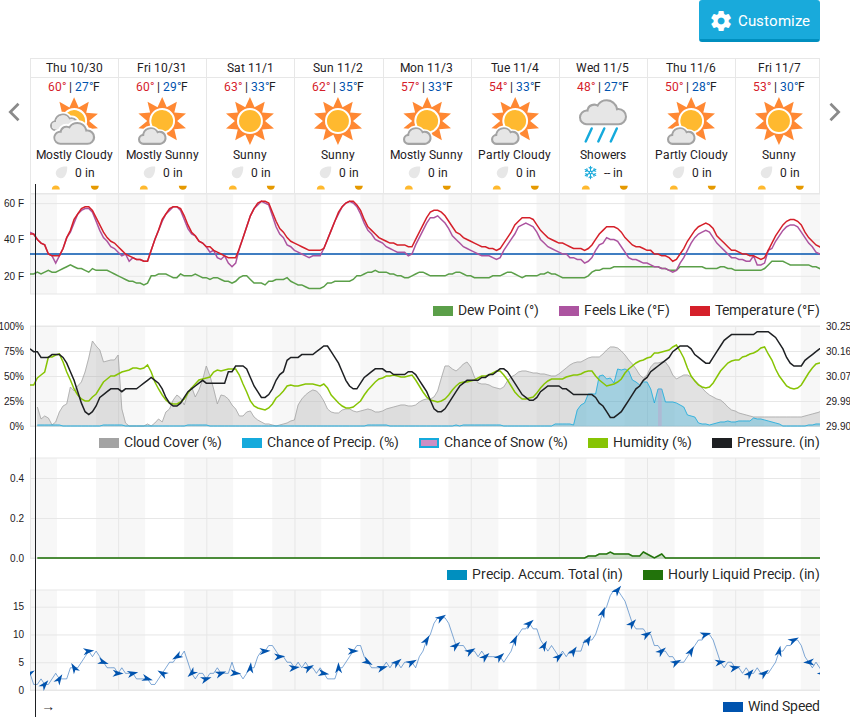 Customize
Thu 10/30 Fri 10/31 Sat 11/1 Sun 11/2 Mon 11/3 Tue 11/4 Wed 11/5 Thu 11/6 Fri 11/7
60° | 27°F 60° | 29°F 63° | 33°F 62° | 35°F 57° | 33°F 54° | 33°F 48° | 27°F 50° | 28°F 53° | 30°F
Mostly Cloudy Mostly Sunny Sunny Sunny Mostly Sunny Partly Cloudy Showers Partly Cloudy Sunny
0 in 0 in 0 in 0 in 0 in 0 in -- in 0 in 0 in
60 F
40 F
20 F
Dew Point (°) Feels Like (°F) Temperature (°F)
100% 30.25
75% 30.16
50% 30.07
25% 29.99
0% 29.90
Cloud Cover (%) Chance of Precip. (%) Chance of Snow (%) Humidity (%) Pressure. (in)
0.4
0.2
0.0
Precip. Accum. Total (in) Hourly Liquid Precip. (in)
15
10
5
0
→ Wind Speed